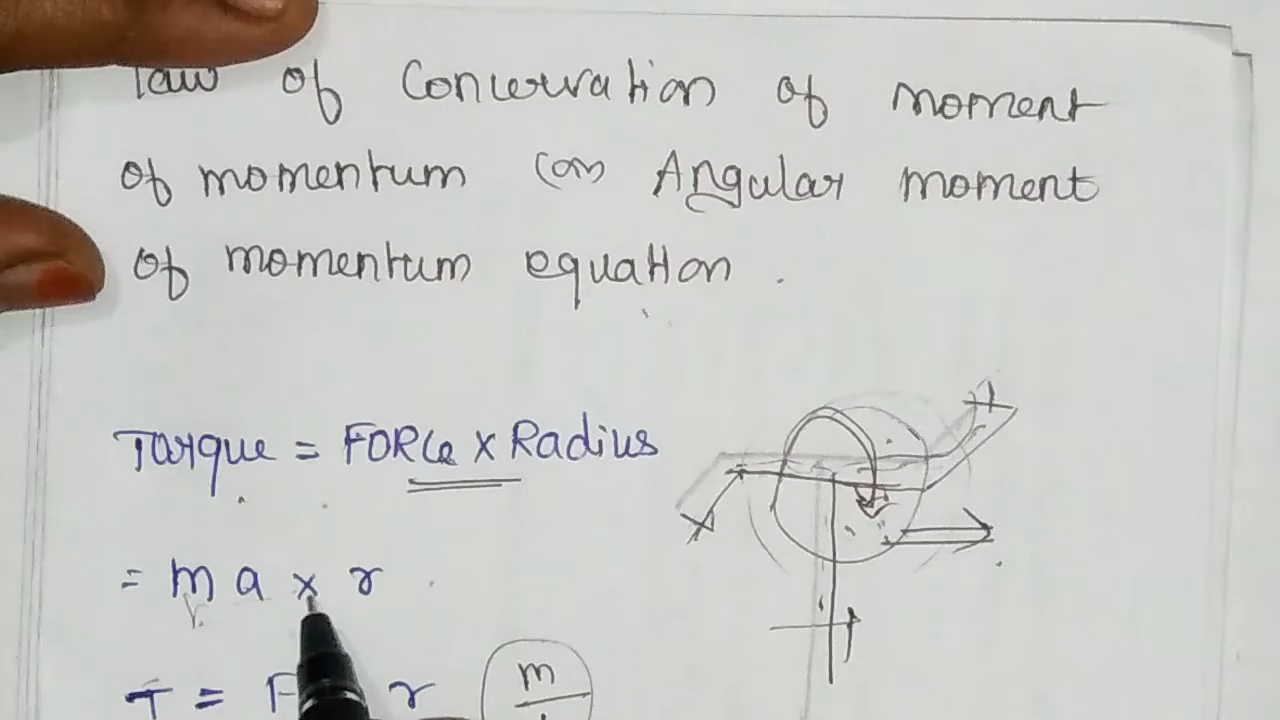 law of Concervation of moment
of momentum (or) Angular moment
of momentum equation.
Torque = FORCe x Radius
= m a x r
T = F r m